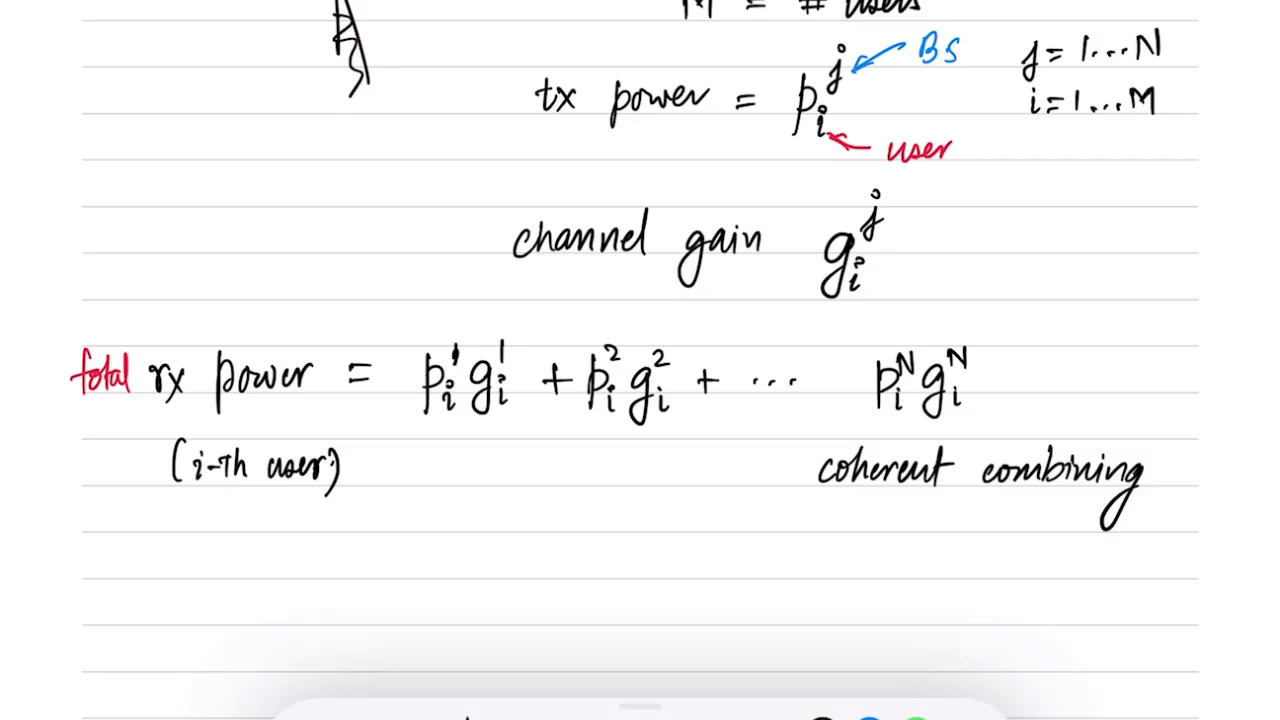 M = # users
tx power = p_i^j BS j = 1...N
user i = 1...M
channel gain g_i^j
total rx power = p_i^1 g_i^1 + p_i^2 g_i^2 + ... p_i^N g_i^N
(i-th user) coherent combining